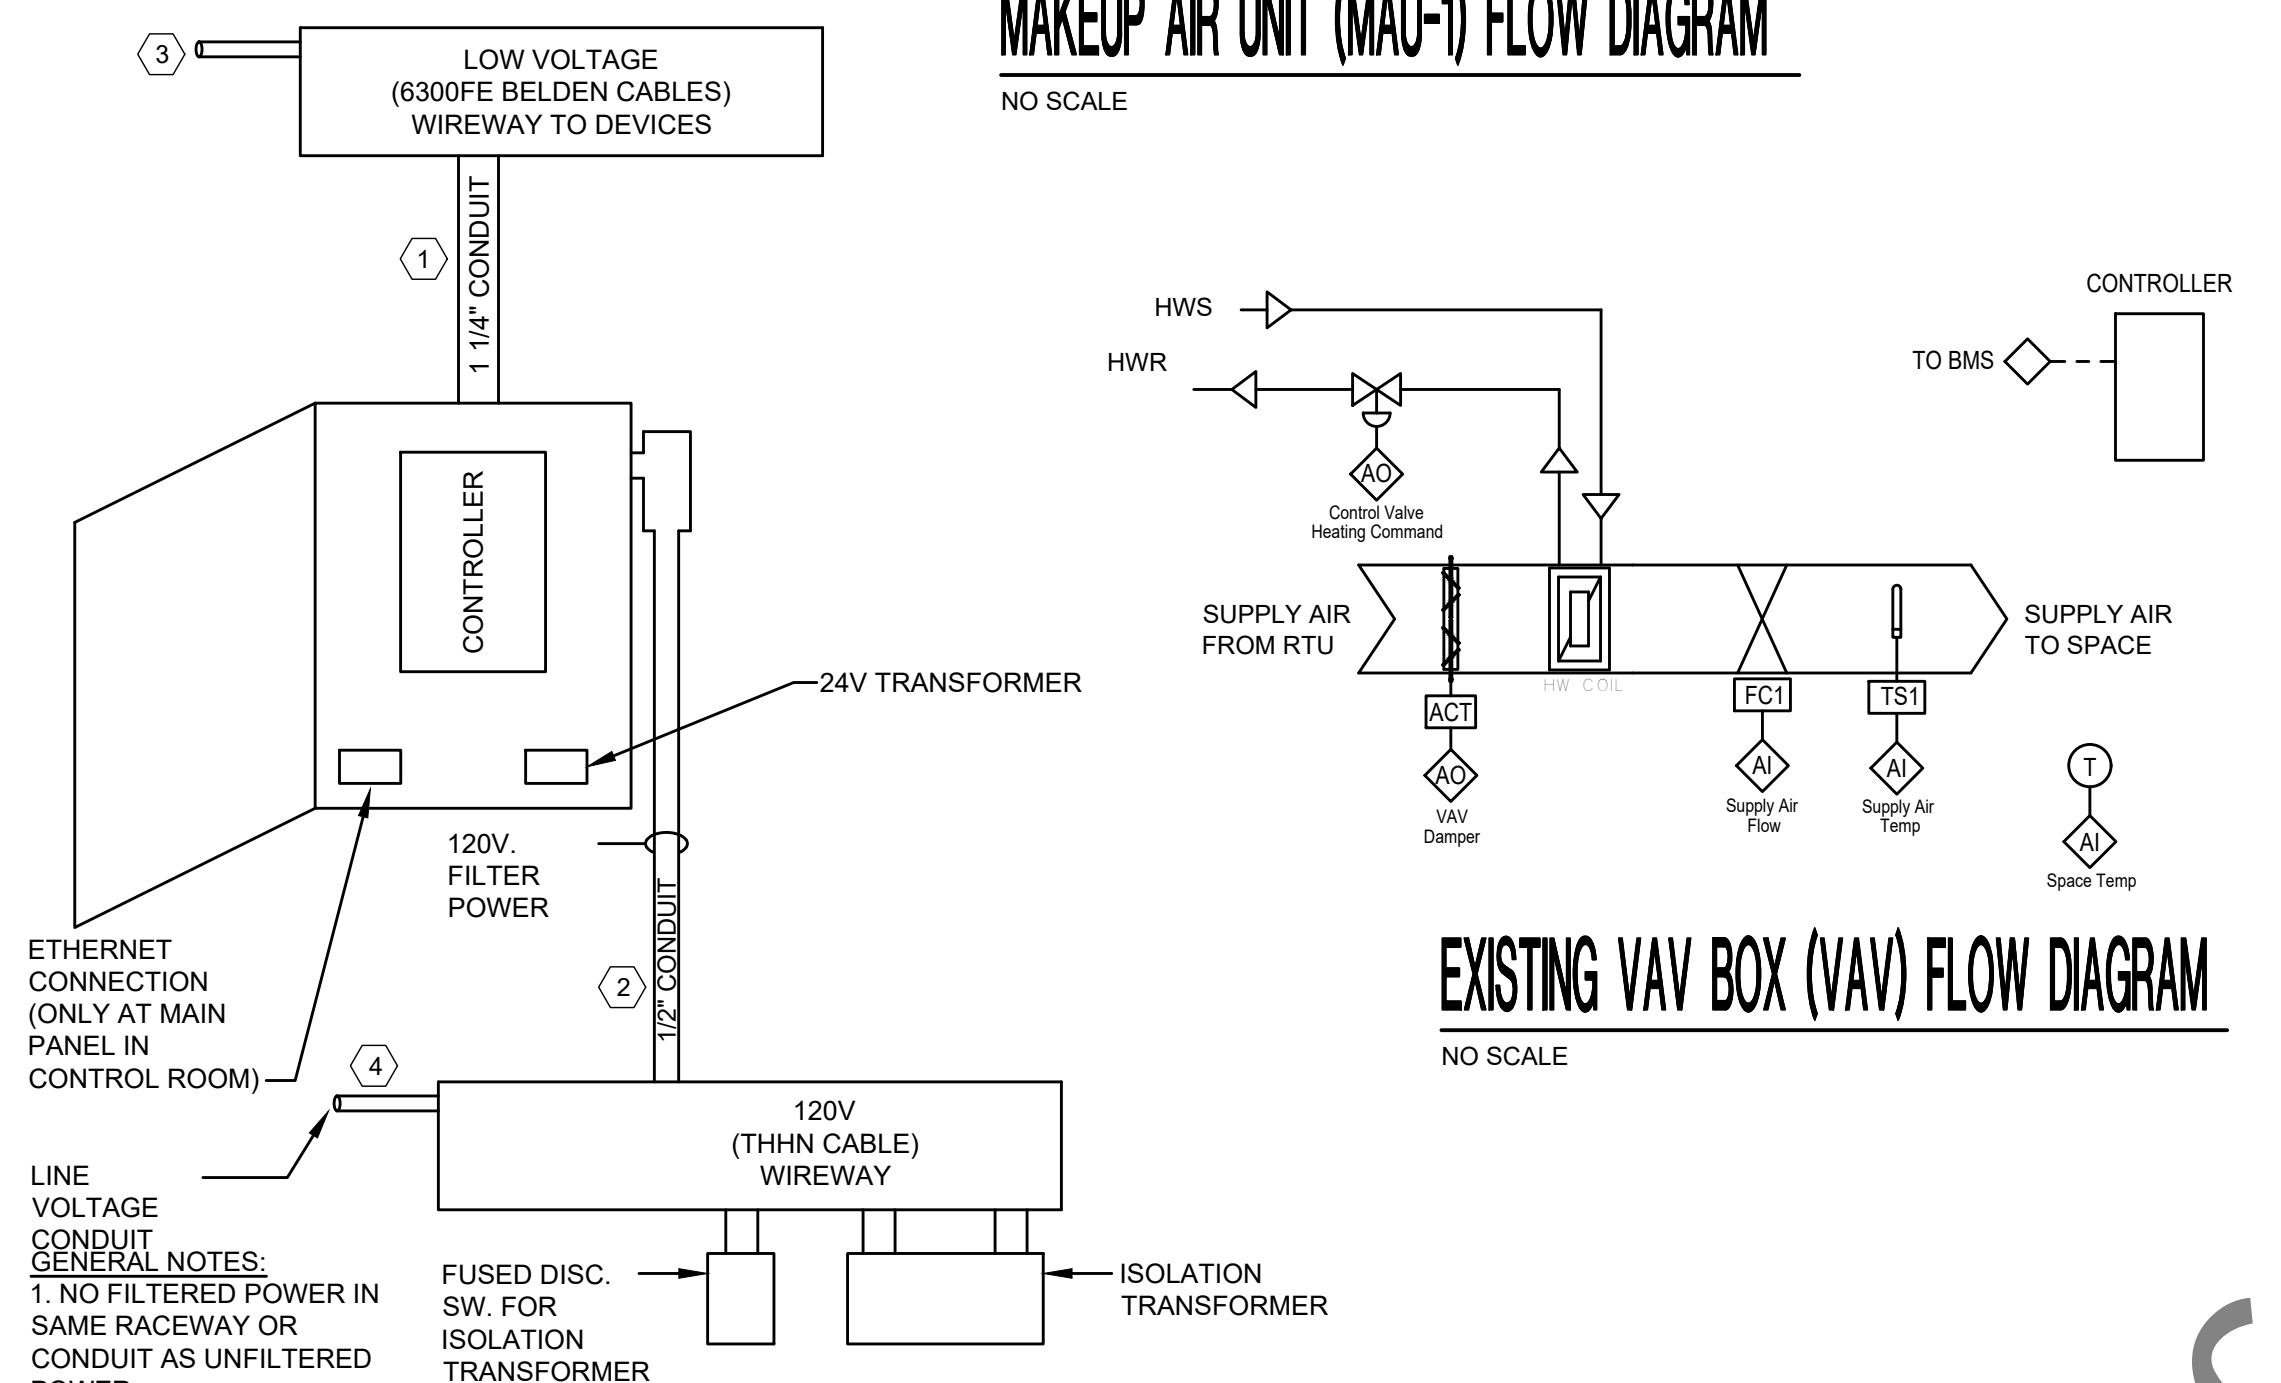 MAKEUP AIR UNIT (MAU-1) FLOW DIAGRAM
NO SCALE
3
LOW VOLTAGE
(6300FE BELDEN CABLES)
WIREWAY TO DEVICES
1
1 1/4" CONDUIT
CONTROLLER
24V TRANSFORMER
120V.
FILTER
POWER
ETHERNET
CONNECTION
(ONLY AT MAIN
PANEL IN
CONTROL ROOM)
2
1/2" CONDUIT
4
120V
(THHN CABLE)
WIREWAY
LINE
VOLTAGE
CONDUIT
GENERAL NOTES:
1. NO FILTERED POWER IN
SAME RACEWAY OR
CONDUIT AS UNFILTERED
POWER
FUSED DISC.
SW. FOR
ISOLATION
TRANSFORMER
ISOLATION
TRANSFORMER
HWS
HWR
AO
Control Valve
Heating Command
CONTROLLER
TO BMS
SUPPLY AIR
FROM RTU
SUPPLY AIR
TO SPACE
HW COIL
ACT
AO
VAV
Damper
FC1
AI
Supply Air
Flow
TS1
AI
Supply Air
Temp
T
AI
Space Temp
EXISTING VAV BOX (VAV) FLOW DIAGRAM
NO SCALE